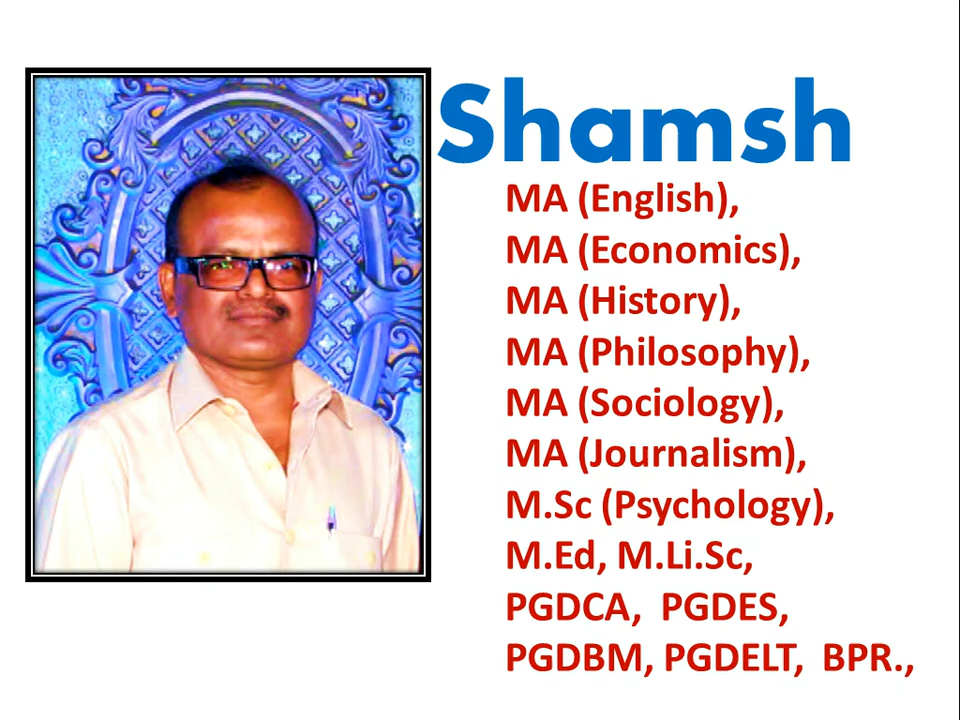 Shamsh
MA (English),
MA (Economics),
MA (History),
MA (Philosophy),
MA (Sociology),
MA (Journalism),
M.Sc (Psychology),
M.Ed, M.Li.Sc,
PGDCA,  PGDES,
PGDBM, PGDELT,  BPR.,